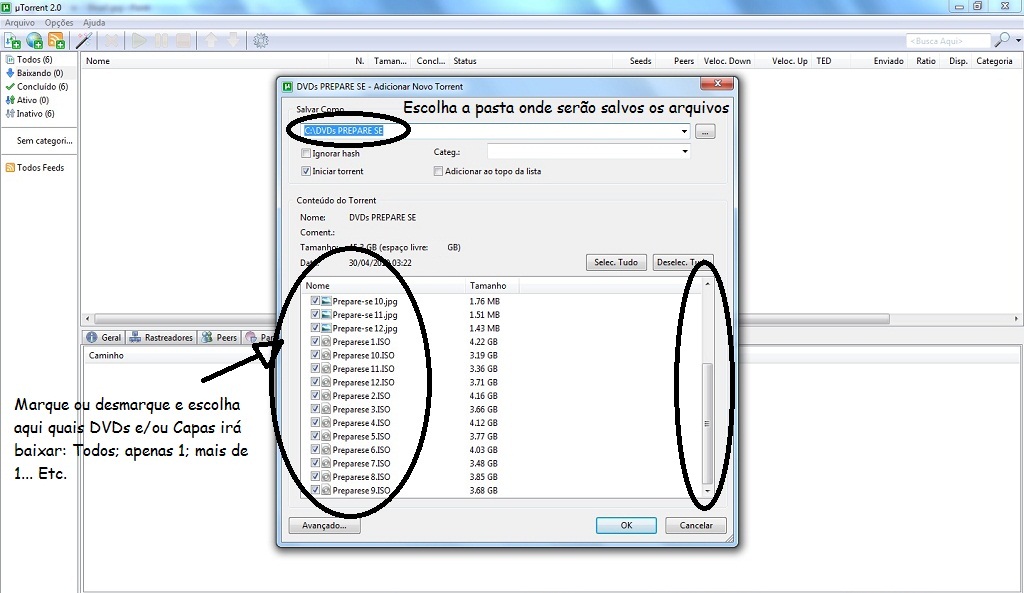 µTorrent 2.0
Arquivo Opções Ajuda
<Busca Aqui>
Todos (6)
Baixando (0)
Concluído (6)
Ativo (0)
Inativo (6)
Sem categori...
Todos Feeds
Nome N. Taman... Concl... Status Seeds Peers Veloc. Down Veloc. Up TED Enviado Ratio Disp. Categoria
DVDs PREPARE SE - Adicionar Novo Torrent
Salvar Como
Escolha a pasta onde serão salvos os arquivos
C:\DVDs PREPARE SE
...
Ignorar hash
Categ.:
Iniciar torrent
Adicionar ao topo da lista
Conteúdo do Torrent
Nome: DVDs PREPARE SE
Coment.:
Tamanho: GB (espaço livre: GB)
03:22
Selec. Tudo
Deselec.
Nome Tamanho
Prepare-se 10.jpg 1.76 MB
Prepare-se 11.jpg 1.51 MB
Prepare-se 12.jpg 1.43 MB
Preparese 1.ISO 4.22 GB
Preparese 10.ISO 3.19 GB
Preparese 11.ISO 3.36 GB
Preparese 12.ISO 3.71 GB
Preparese 2.ISO 4.16 GB
Preparese 3.ISO 3.66 GB
Preparese 4.ISO 4.12 GB
Preparese 5.ISO 3.77 GB
Preparese 6.ISO 4.03 GB
Preparese 7.ISO 3.48 GB
Preparese 8.ISO 3.85 GB
Preparese 9.ISO 3.68 GB
Avançado...
OK
Cancelar
Geral Rastreadores Peers
Caminho
Marque ou desmarque e escolha
aqui quais DVDs e/ou Capas irá
baixar: Todos; apenas 1; mais de
1... Etc.